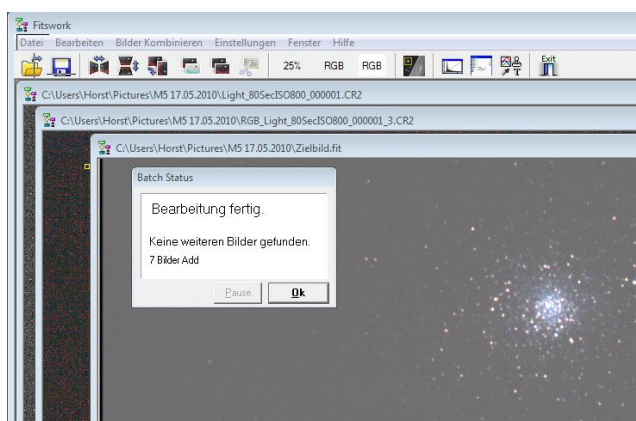 Fitswork
Datei Bearbeiten Bilder Kombinieren Einstellungen Fenster Hilfe
25% RGB RGB Exit
C:\Users\Horst\Pictures\M5 17.05.2010\Light_80SecISO800_000001.CR2
C:\Users\Horst\Pictures\M5 17.05.2010\RGB_Light_80SecISO800_000001_3.CR2
C:\Users\Horst\Pictures\M5 17.05.2010\Zielbild.fit
Batch Status
Bearbeitung fertig.
Keine weiteren Bilder gefunden.
7 Bilder Add
Pause Ok